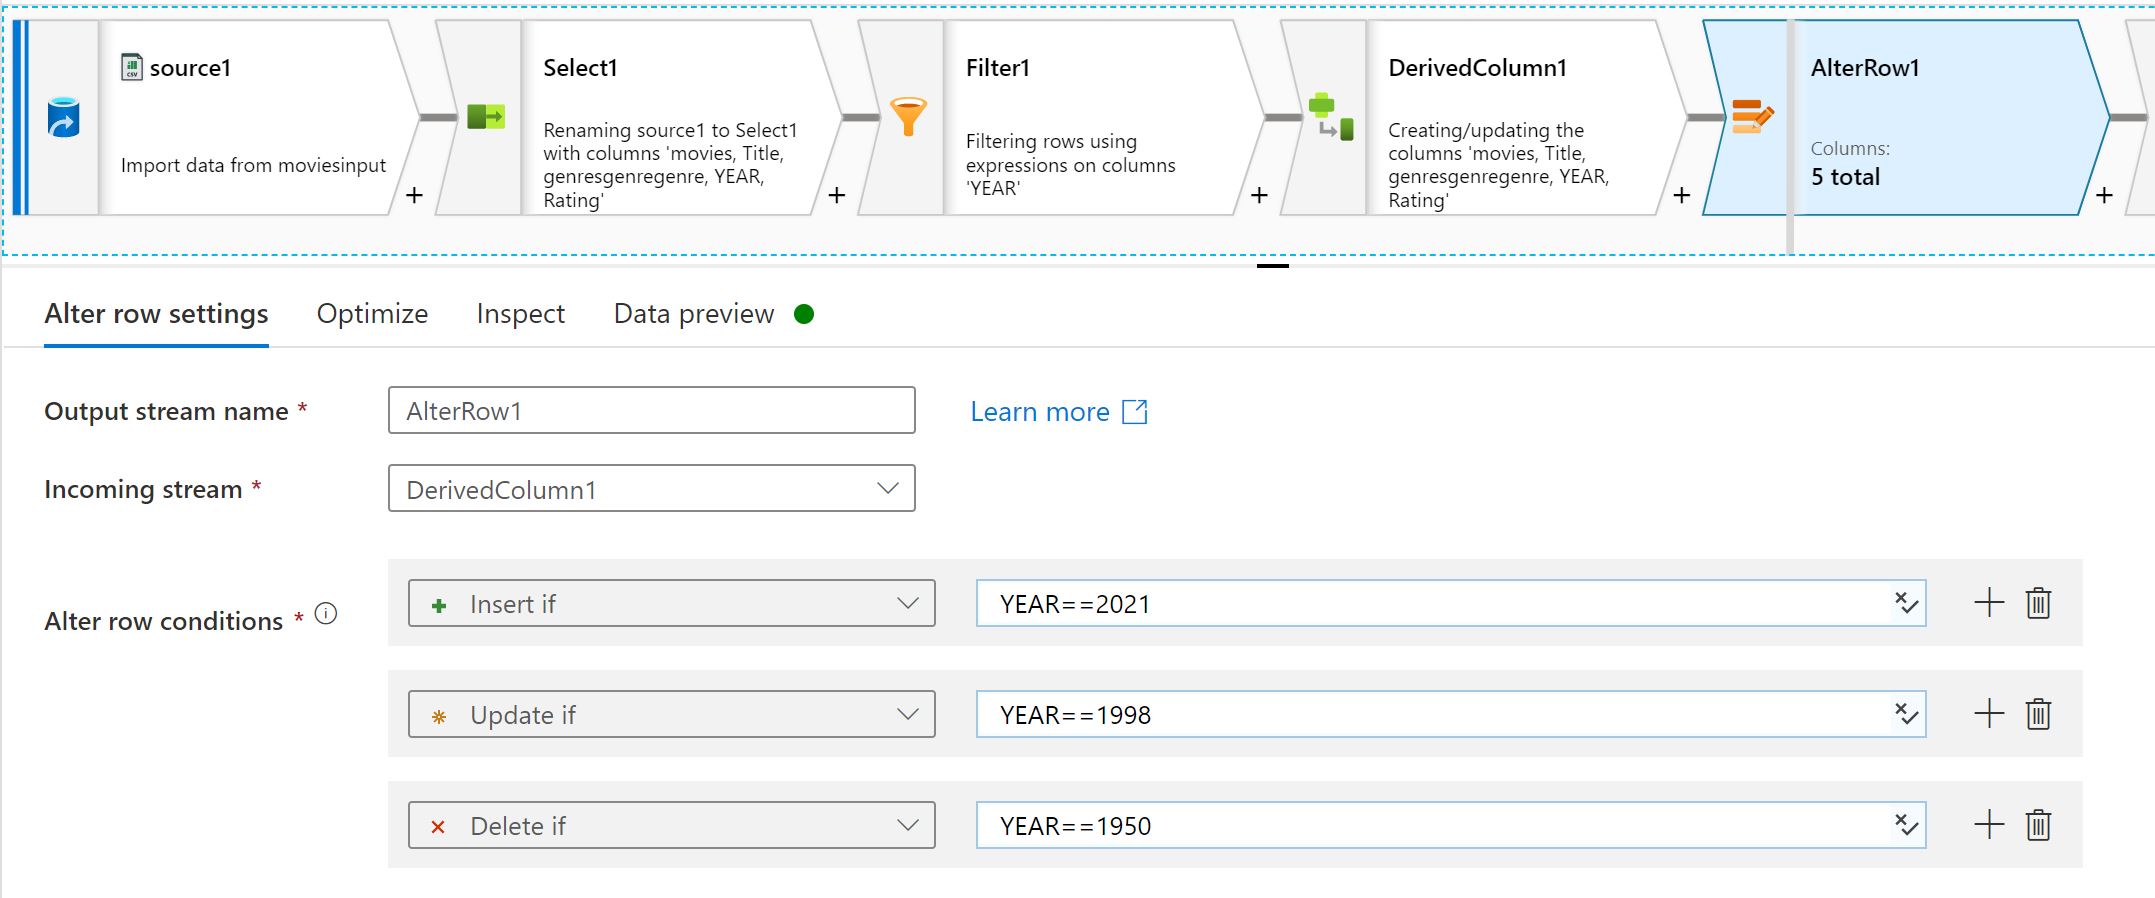 source1
Import data from moviesinput
+
Select1
Renaming source1 to Select1
with columns 'movies, Title,
genresgenregenre, YEAR,
Rating'
+
Filter1
Filtering rows using
expressions on columns
'YEAR'
+
DerivedColumn1
Creating/updating the
columns 'movies, Title,
genresgenregenre, YEAR,
Rating'
+
AlterRow1
Columns:
5 total
+
Alter row settings Optimize Inspect Data preview
Output stream name * AlterRow1 Learn more
Incoming stream * DerivedColumn1
Alter row conditions *
Insert if YEAR==2021
Update if YEAR==1998
Delete if YEAR==1950